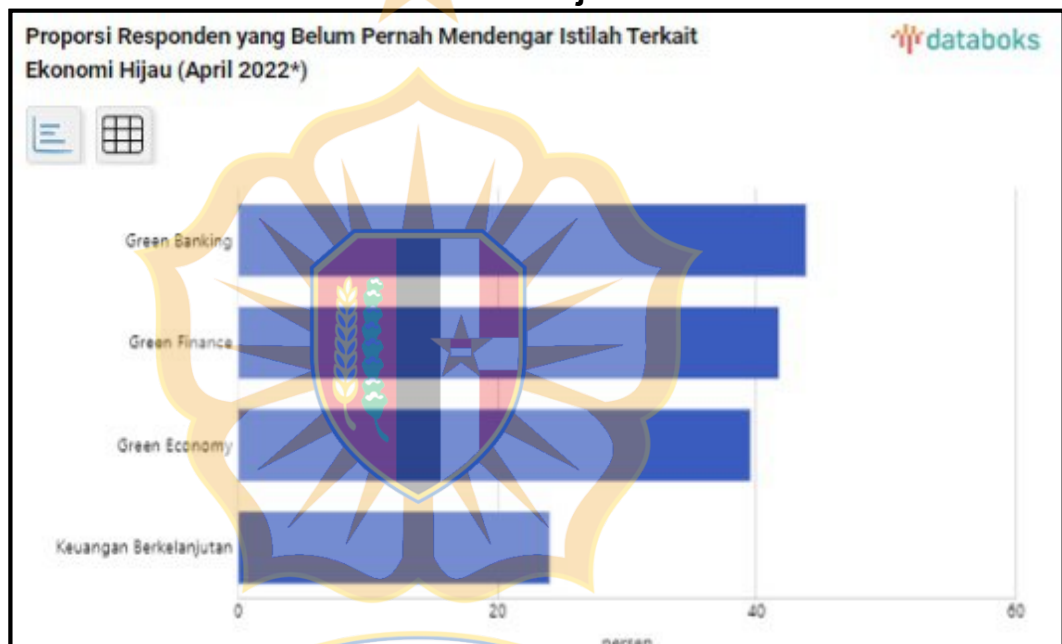 Proporsi Responden yang Belum Pernah Mendengar Istilah Terkait
Ekonomi Hijau (April 2022*)
databoks
Green Banking
Green Finance
Green Economy
Keuangan Berkelanjutan
0 20 40 60
persen